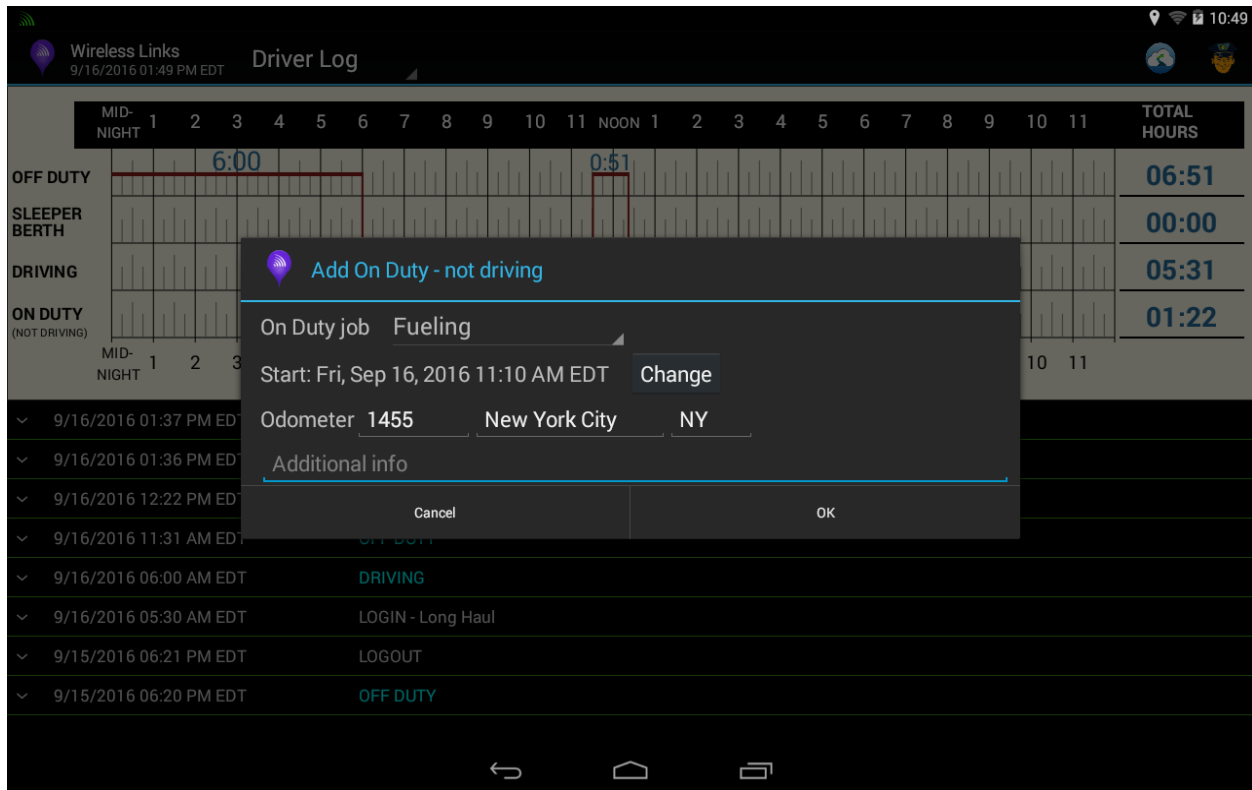 10:49
Wireless Links
9/16/2016 01:49 PM EDT
Driver Log
MID-NIGHT 1 2 3 4 5 6 7 8 9 10 11 NOON 1 2 3 4 5 6 7 8 9 10 11 TOTAL HOURS
6:00 0:51
OFF DUTY 06:51
SLEEPER BERTH 00:00
DRIVING 05:31
ON DUTY (NOT DRIVING) 01:22
MID-NIGHT 1 2 3 10 11
Add On Duty - not driving
On Duty job Fueling
Start: Fri, Sep 16, 2016 11:10 AM EDT Change
Odometer 1455 New York City NY
Additional info
Cancel OK
9/16/2016 01:37 PM EDT
9/16/2016 01:36 PM EDT
9/16/2016 12:22 PM EDT
9/16/2016 11:31 AM EDT OFF DUTY
9/16/2016 06:00 AM EDT DRIVING
9/16/2016 05:30 AM EDT LOGIN - Long Haul
9/15/2016 06:21 PM EDT LOGOUT
9/15/2016 06:20 PM EDT OFF DUTY